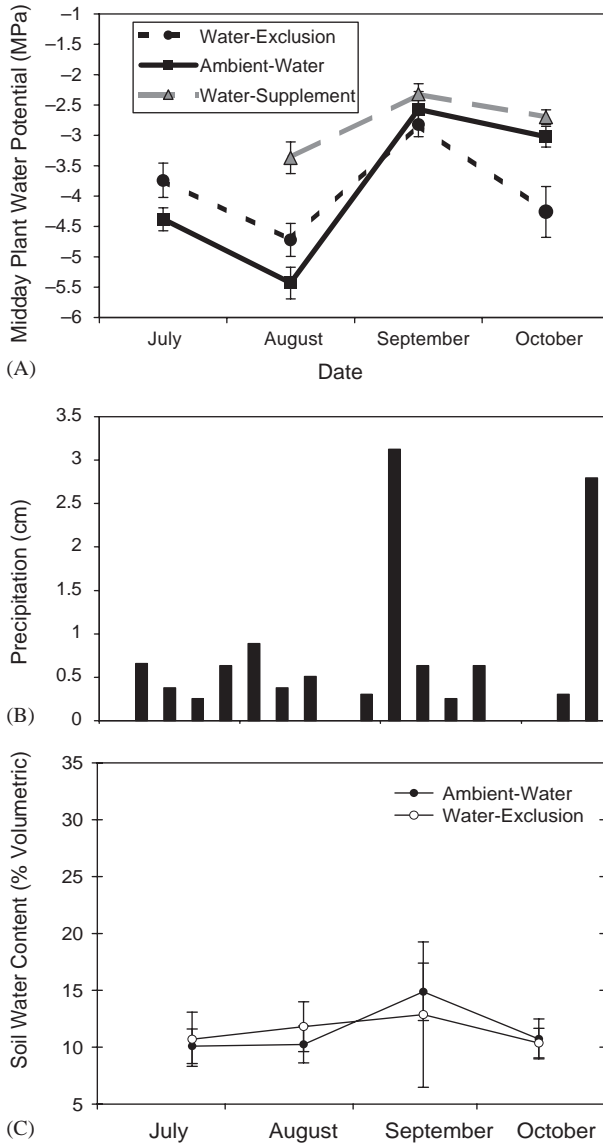 Midday Plant Water Potential (MPa)
–1
–1.5
–2
–2.5
–3
–3.5
–4
–4.5
–5
–5.5
–6
Water-Exclusion
Ambient-Water
Water-Supplement
July
August
September
October
(A)
Date
Precipitation (cm)
3.5
3
2.5
2
1.5
1
0.5
0
(B)
Soil Water Content (% Volumetric)
35
30
25
20
15
10
5
Ambient-Water
Water-Exclusion
(C)
July
August
September
October